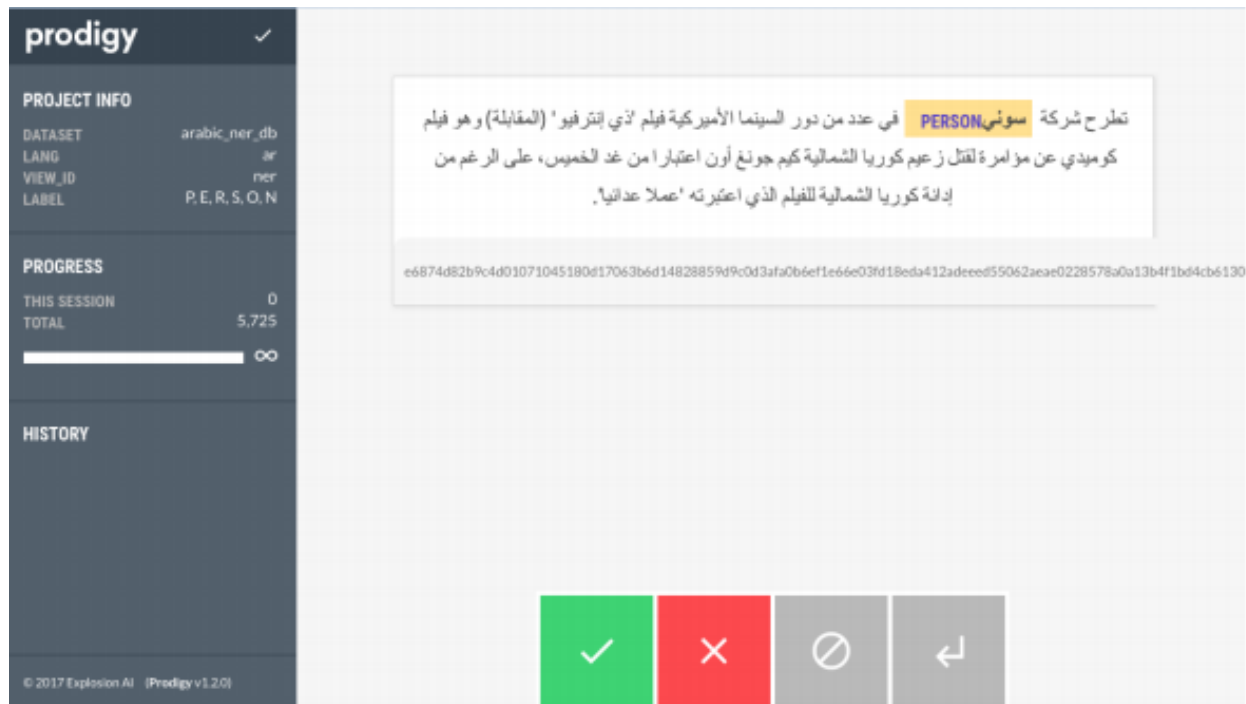 prodigy
PROJECT INFO
DATASET arabic_ner_db
LANG ar
VIEW_ID ner
LABEL P, E, R, S, O, N
PROGRESS
THIS SESSION 0
TOTAL 5,725
∞
HISTORY
© 2017 Explosion AI (Prodigy v1.2.0)
تطرح شركة سوني PERSON في عدد من دور السينما الأميركية فيلم "ذي إنترفيو" (المقابلة) وهو فيلم
كوميدي عن مؤامرة لقتل زعيم كوريا الشمالية كيم جونغ أون اعتبارا من غد الخميس، على الرغم من
إدانة كوريا الشمالية للفيلم الذي اعتبرته "عملا عدائيا".